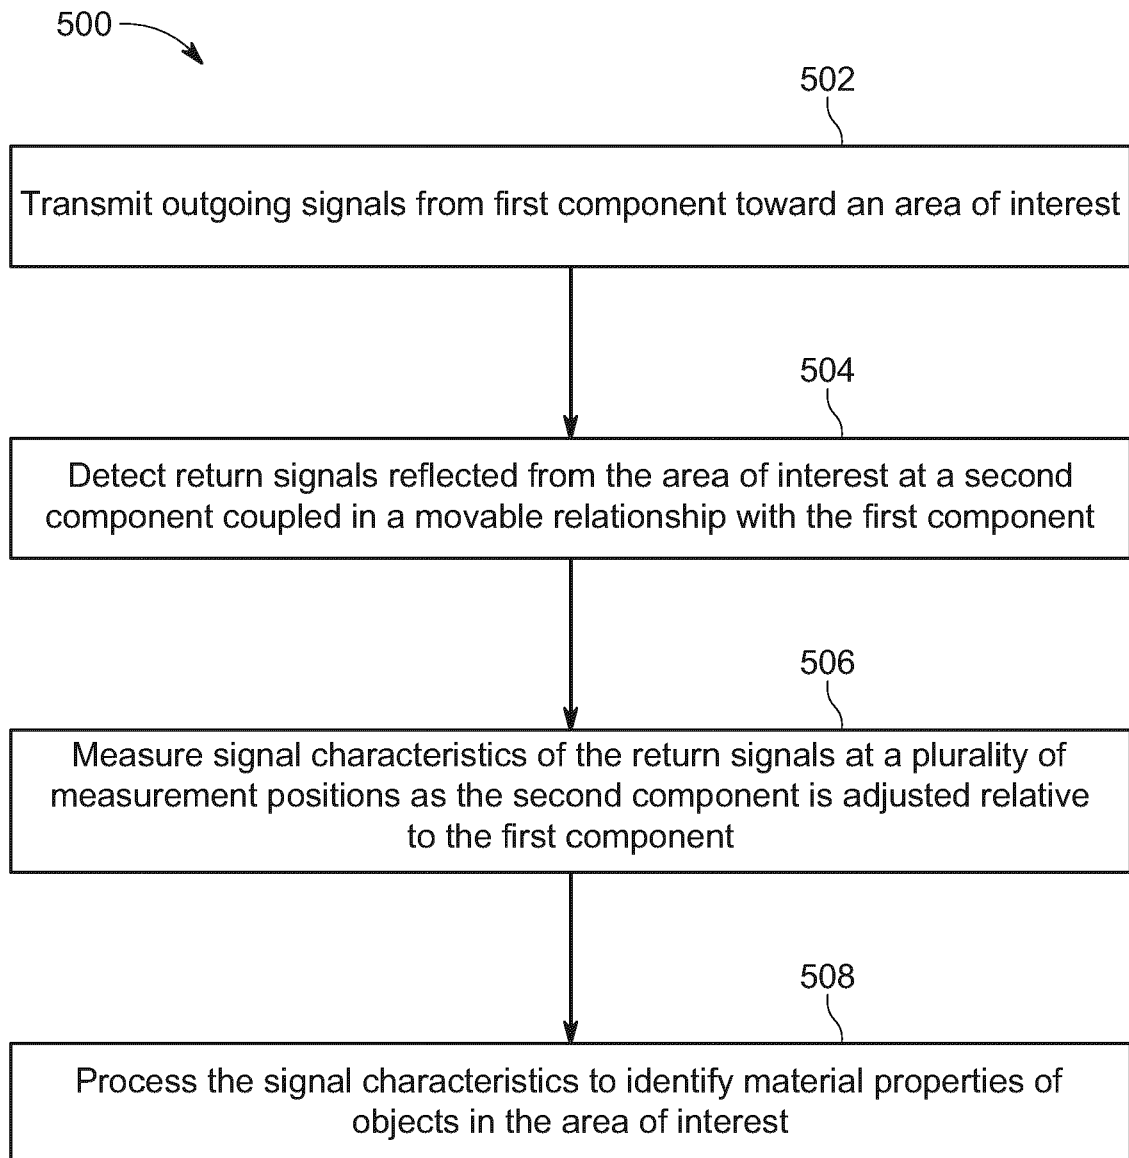 500
502
Transmit outgoing signals from first component toward an area of interest
504
Detect return signals reflected from the area of interest at a second
component coupled in a movable relationship with the first component
506
Measure signal characteristics of the return signals at a plurality of
measurement positions as the second component is adjusted relative
to the first component
508
Process the signal characteristics to identify material properties of
objects in the area of interest